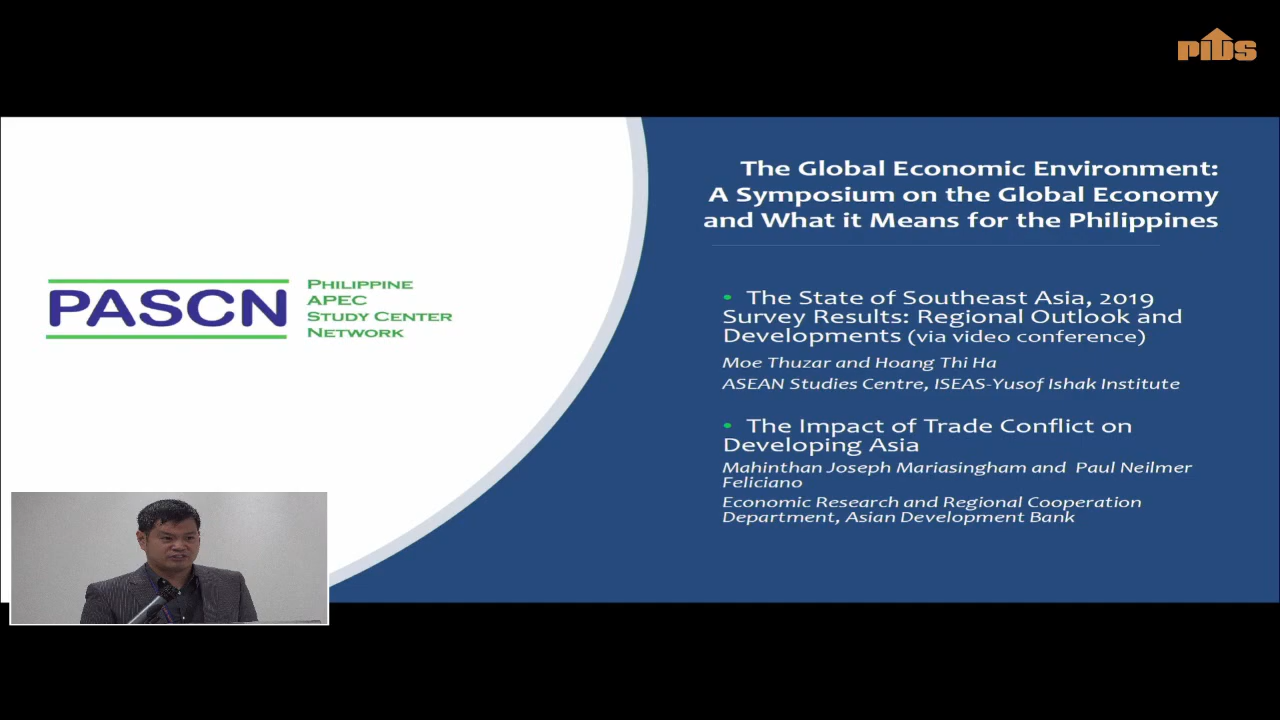 PIDS
The Global Economic Environment:
A Symposium on the Global Economy
and What it Means for the Philippines
PASCN
PHILIPPINE
APEC
STUDY CENTER
NETWORK
• The State of Southeast Asia, 2019
Survey Results: Regional Outlook and
Developments (via video conference)
Moe Thuzar and Hoang Thi Ha
ASEAN Studies Centre, ISEAS-Yusof Ishak Institute
• The Impact of Trade Conflict on
Developing Asia
Mahinthan Joseph Mariasingham and Paul Neilmer
Feliciano
Economic Research and Regional Cooperation
Department, Asian Development Bank